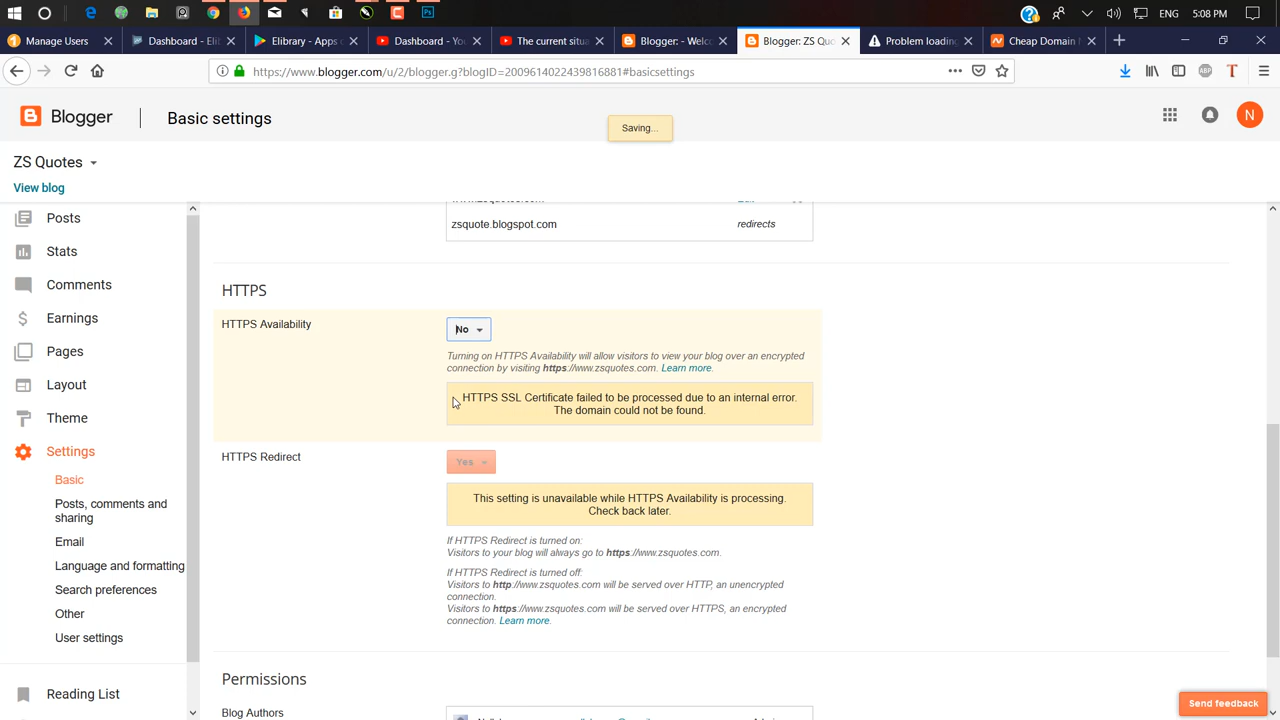 5:08 PM
Manage Use
Dashboard - Elib
Elibrary - Apps
Dashboard - Yo
The current situa
Blogger: - Welc
Blogger: ZS Quo
Problem loading
Cheap Domain
https://www.blogger.com/u/2/blogger.g?blogID=2009614022439816881#basicsettings
ABP
Blogger
Basic settings
Saving...
N
ZS Quotes
View blog
Posts
zsquote.blogspot.com redirects
Stats
Comments
HTTPS
Earnings
HTTPS Availability No
Pages
Turning on HTTPS Availability will allow visitors to view your blog over an encrypted
connection by visiting https://www.zsquotes.com. Learn more.
Layout
HTTPS SSL Certificate failed to be processed due to an internal error.
The domain could not be found.
Theme
Settings
HTTPS Redirect Yes
Basic
This setting is unavailable while HTTPS Availability is processing.
Check back later.
Posts, comments and
sharing
Email
If HTTPS Redirect is turned on:
Visitors to your blog will always go to https://www.zsquotes.com.
Language and formatting
If HTTPS Redirect is turned off:
Visitors to http://www.zsquotes.com will be served over HTTP, an unencrypted
connection.
Search preferences
Visitors to https://www.zsquotes.com will be served over HTTPS, an encrypted
connection. Learn more.
Other
User settings
Permissions
Reading List
Send feedback
Blog Authors